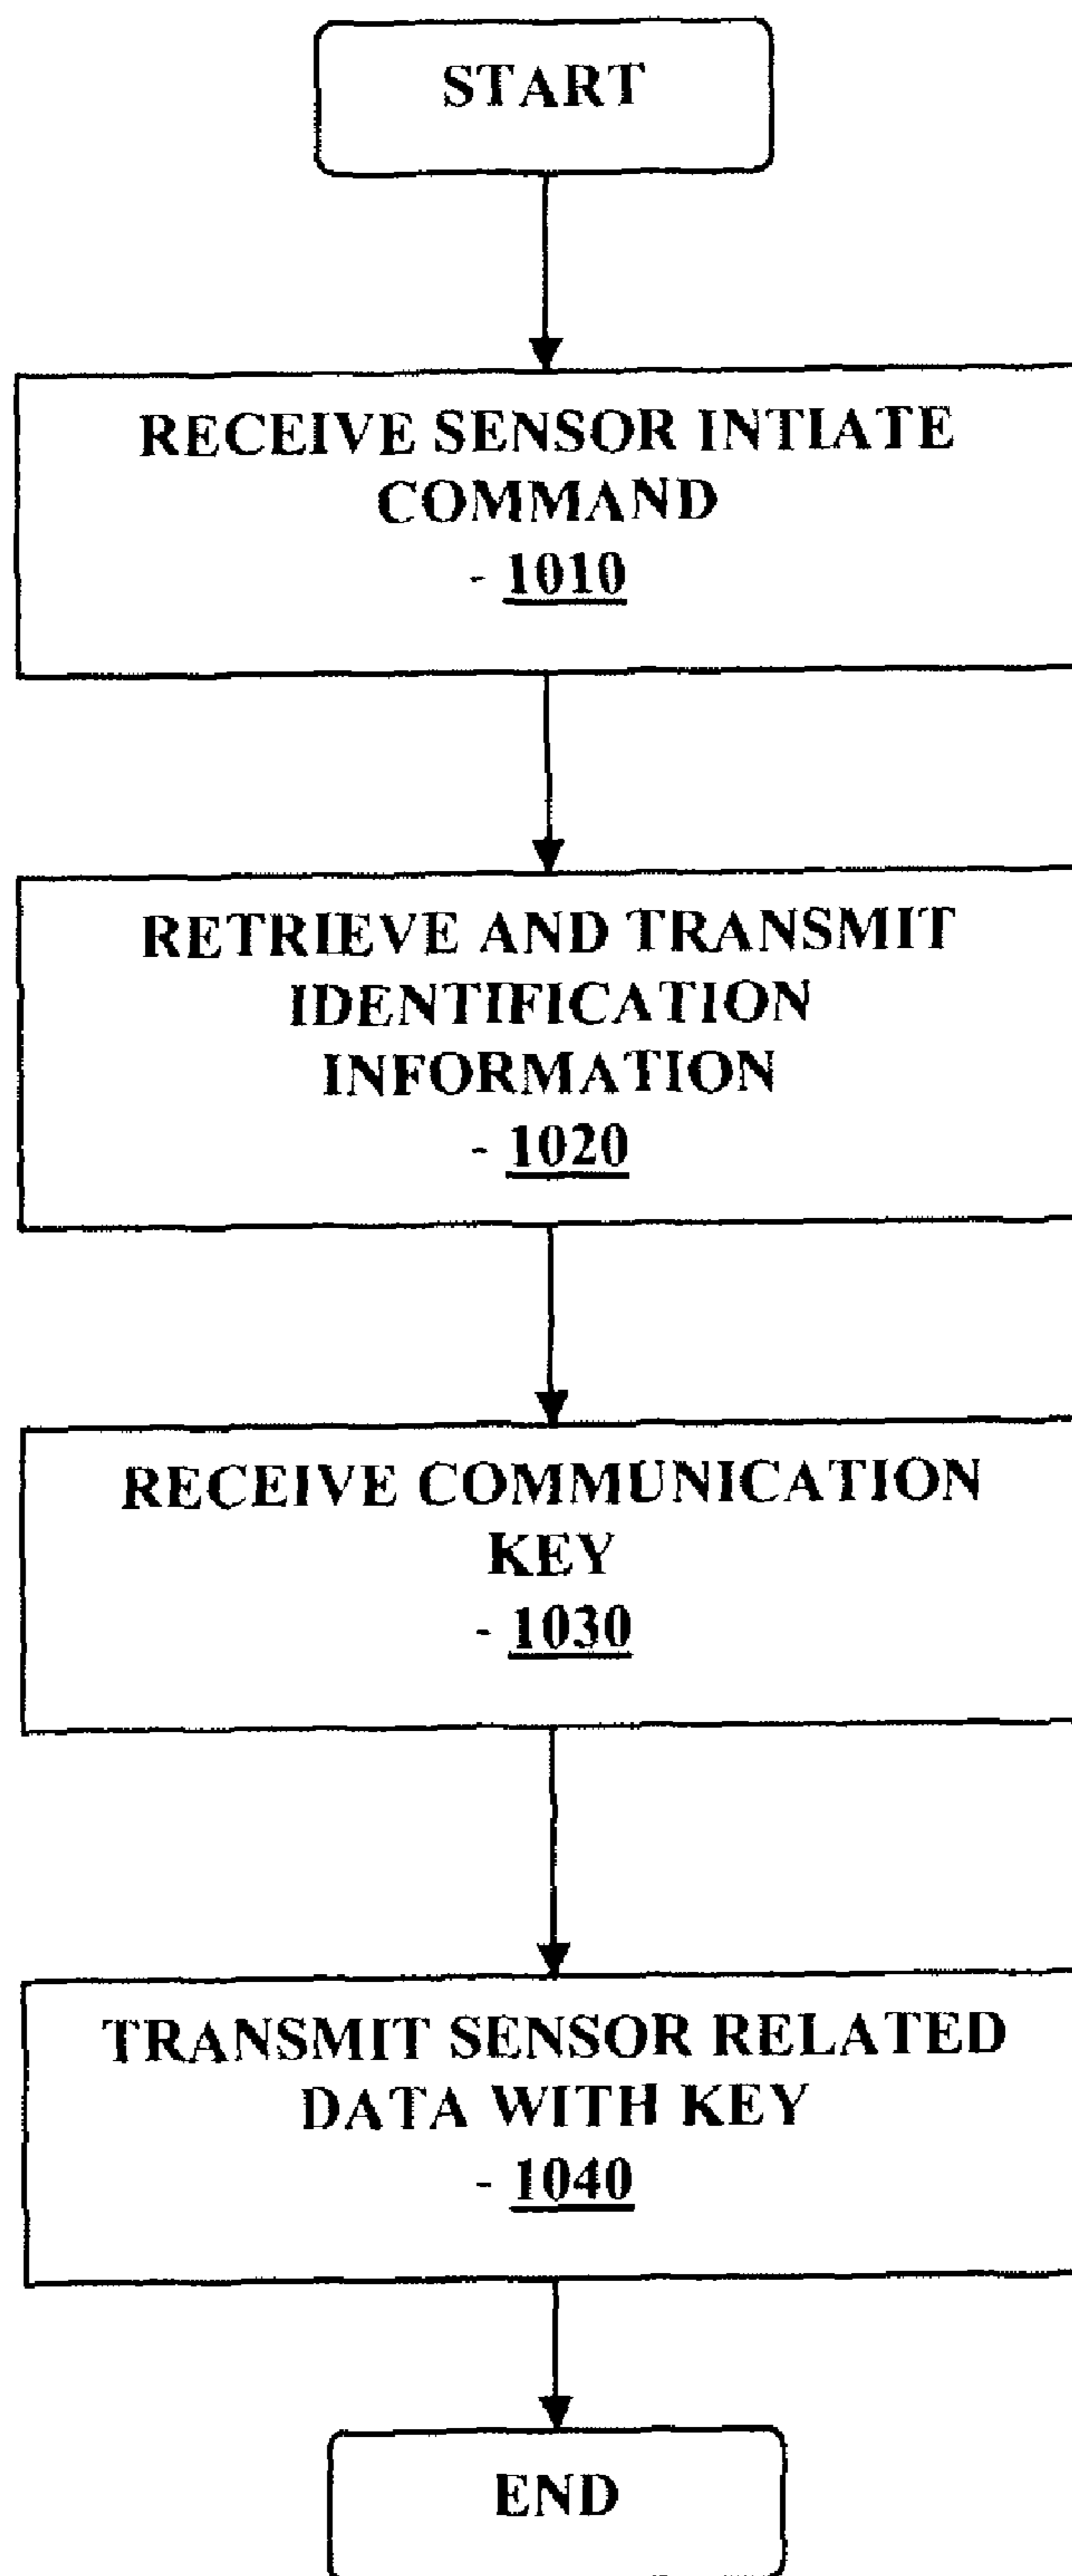 START
RECEIVE SENSOR INTIATE
COMMAND
- 1010
RETRIEVE AND TRANSMIT
IDENTIFICATION
INFORMATION
- 1020
RECEIVE COMMUNICATION
KEY
- 1030
TRANSMIT SENSOR RELATED
DATA WITH KEY
- 1040
END